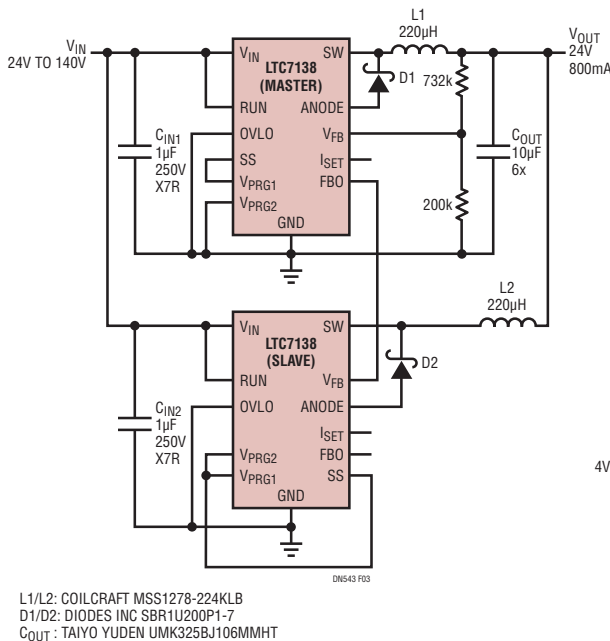 VIN
24V TO 140V
CIN1
1µF
250V
X7R
VIN
SW
LTC7138
(MASTER)
RUN
ANODE
OVLO
VFB
SS
ISET
VPRG1
FBO
VPRG2
GND
D1
L1
220µH
732k
200k
VOUT
24V
800mA
COUT
10µF
6x
CIN2
1µF
250V
X7R
VIN
SW
LTC7138
(SLAVE)
RUN
VFB
OVLO
ANODE
ISET
VPRG2
FBO
VPRG1
SS
GND
D2
L2
220µH
4V
DN543 F03
L1/L2: COILCRAFT MSS1278-224KLB
D1/D2: DIODES INC SBR1U200P1-7
COUT : TAIYO YUDEN UMK325BJ106MMHT